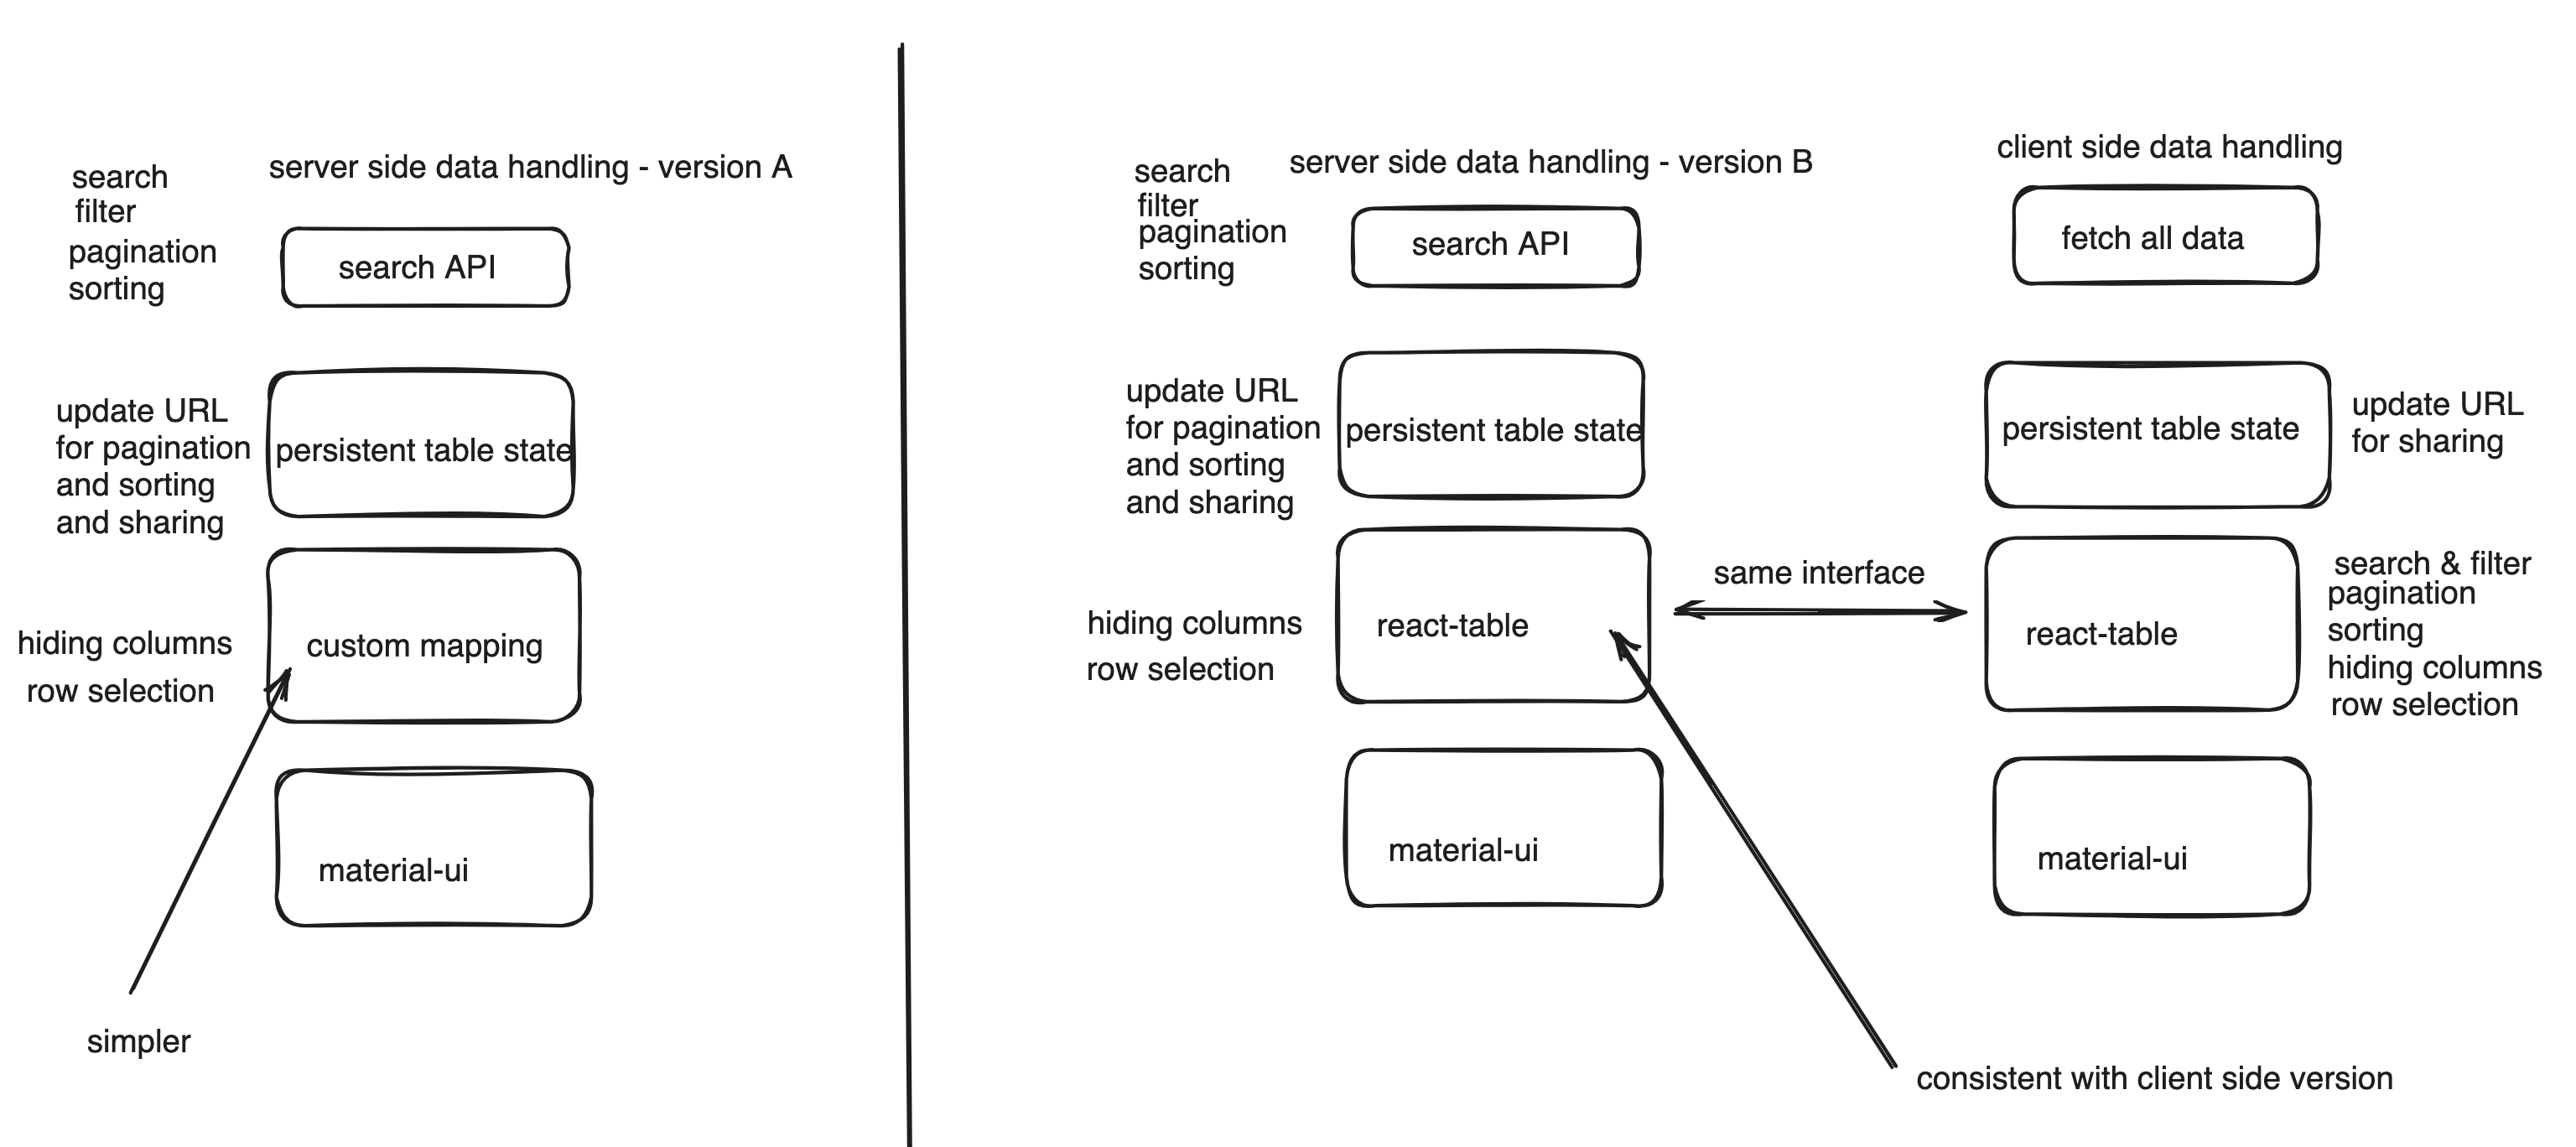 server side data handling - version A
search
filter
pagination
sorting
search API
update URL
for pagination
and sorting
and sharing
persistent table state
hiding columns
row selection
custom mapping
material-ui
simpler
server side data handling - version B
search
filter
pagination
sorting
search API
update URL
for pagination
and sorting
and sharing
persistent table state
hiding columns
row selection
react-table
material-ui
same interface
client side data handling
fetch all data
persistent table state
update URL
for sharing
react-table
search & filter
pagination
sorting
hiding columns
row selection
material-ui
consistent with client side version